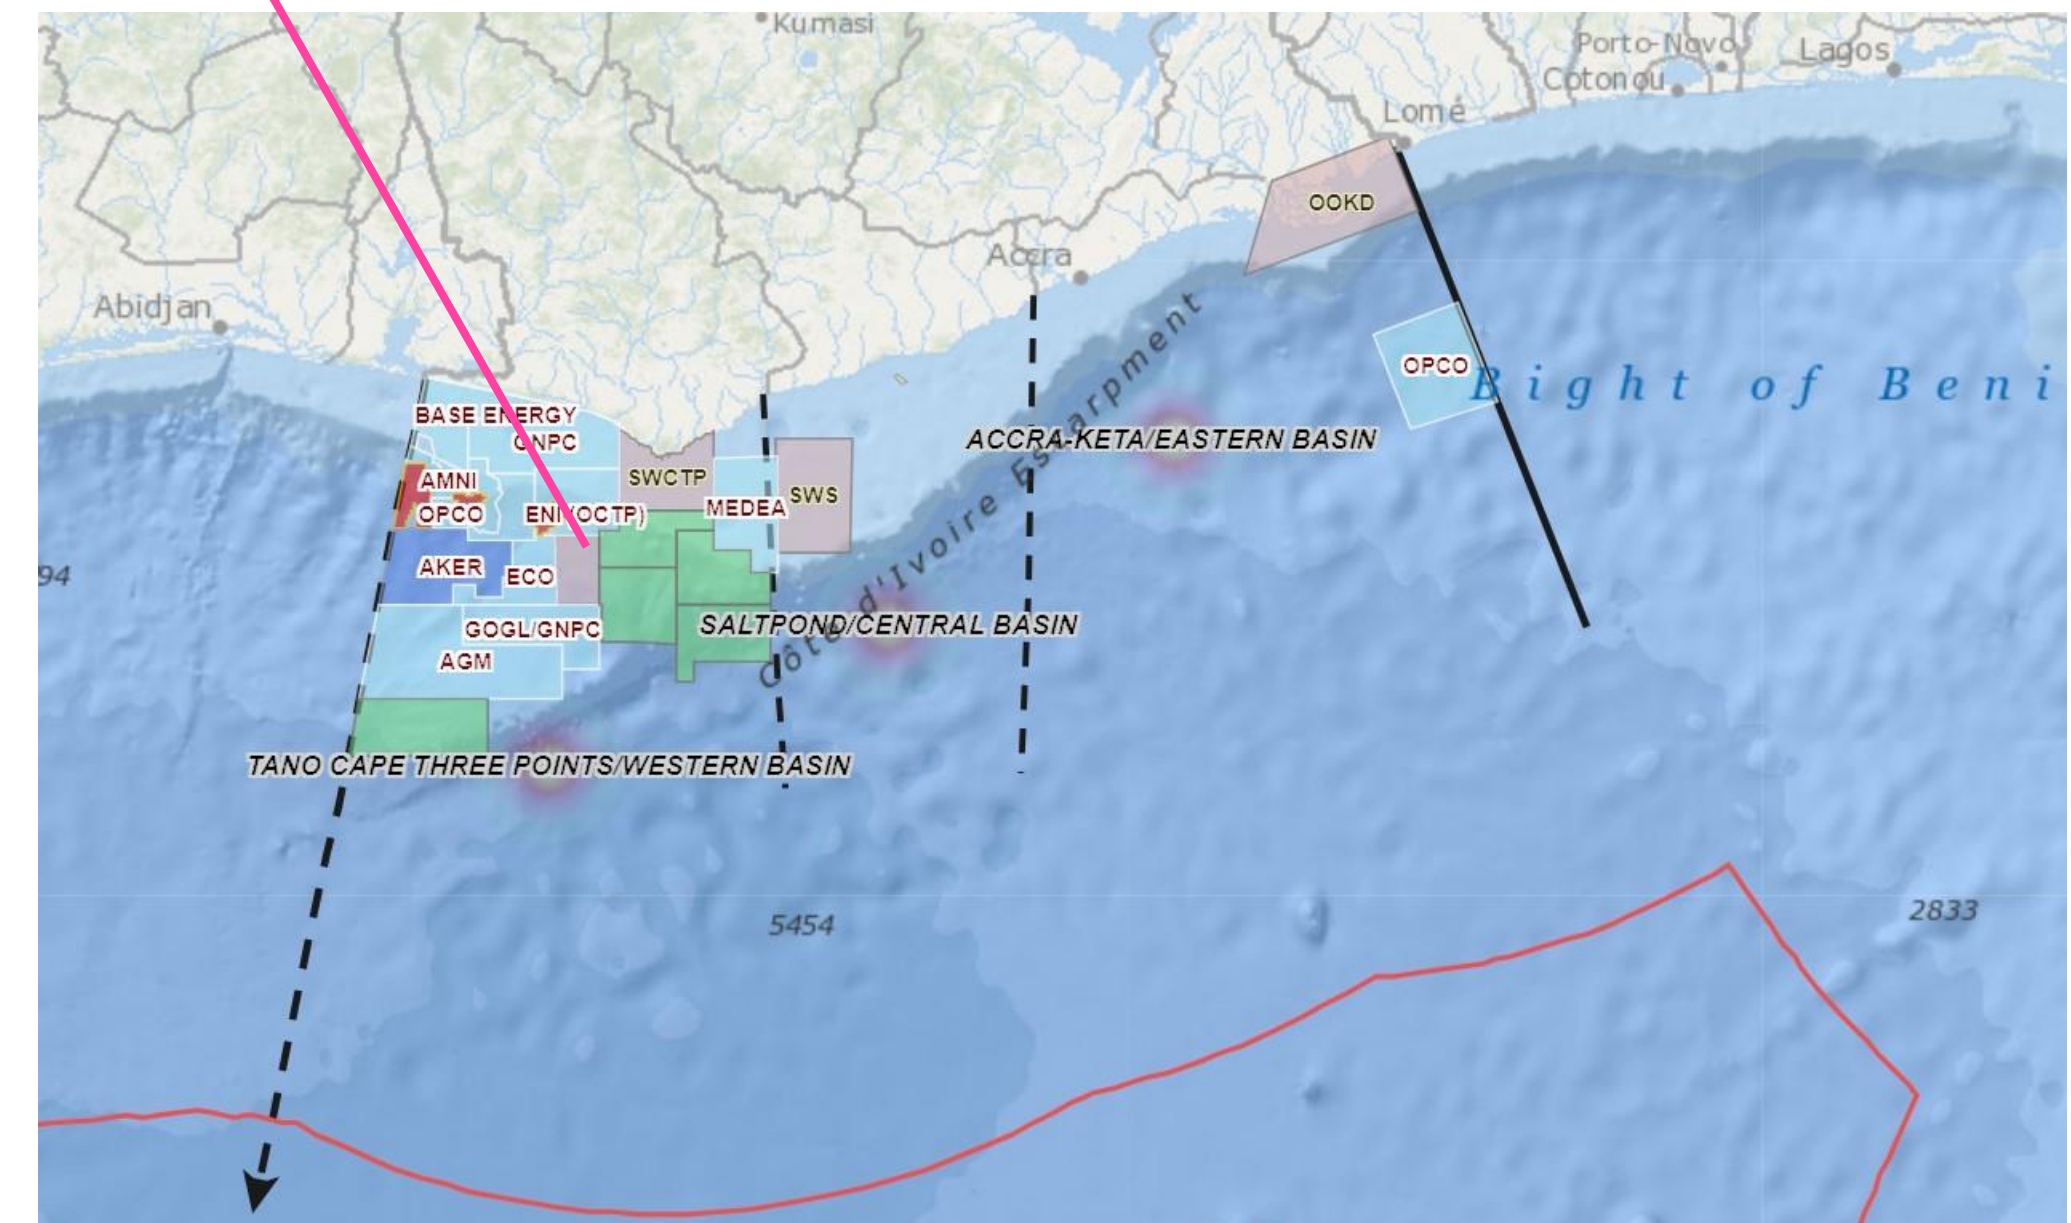 Kumasi
Porto-Novo
Lagos
Cotonou
Lomé
OOKD
Accra
Abidjan
OPCO
Bight of Beni
BASE ENERGY
GNPC
ACCRA-KETA/EASTERN BASIN
SWCTP
AMNI
SWS
MEDEA
OPCO
ENI (OCTP)
Côte d'Ivoire Escarpment
AKER
ECO
94
SALTPOND/CENTRAL BASIN
GOGL/GNPC
AGM
TANO CAPE THREE POINTS/WESTERN BASIN
5454
2833